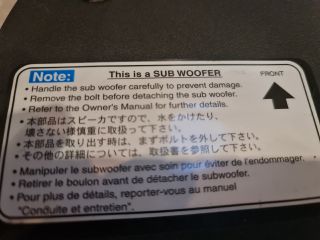 Note: This is a SUB WOOFER
• Handle the sub woofer carefully to prevent damage.
• Remove the bolt before detaching the sub woofer.
• Refer to the Owner's Manual for further details.
FRONT
• 本部品はスピーカですので、水をかけたり、
壊さない様慎重に取扱って下さい。
• 本部品を取り出す時は、まずボルトを外して下さい。
• その他の詳細については、取扱書を参照して下さい。
• Manipuler le subwoofer avec soin pour éviter de l'endommager.
• Retirer le boulon avant de détacher le subwoofer.
• Pour plus de détails, reporter-vous au manuel
"Conduite et entretien".